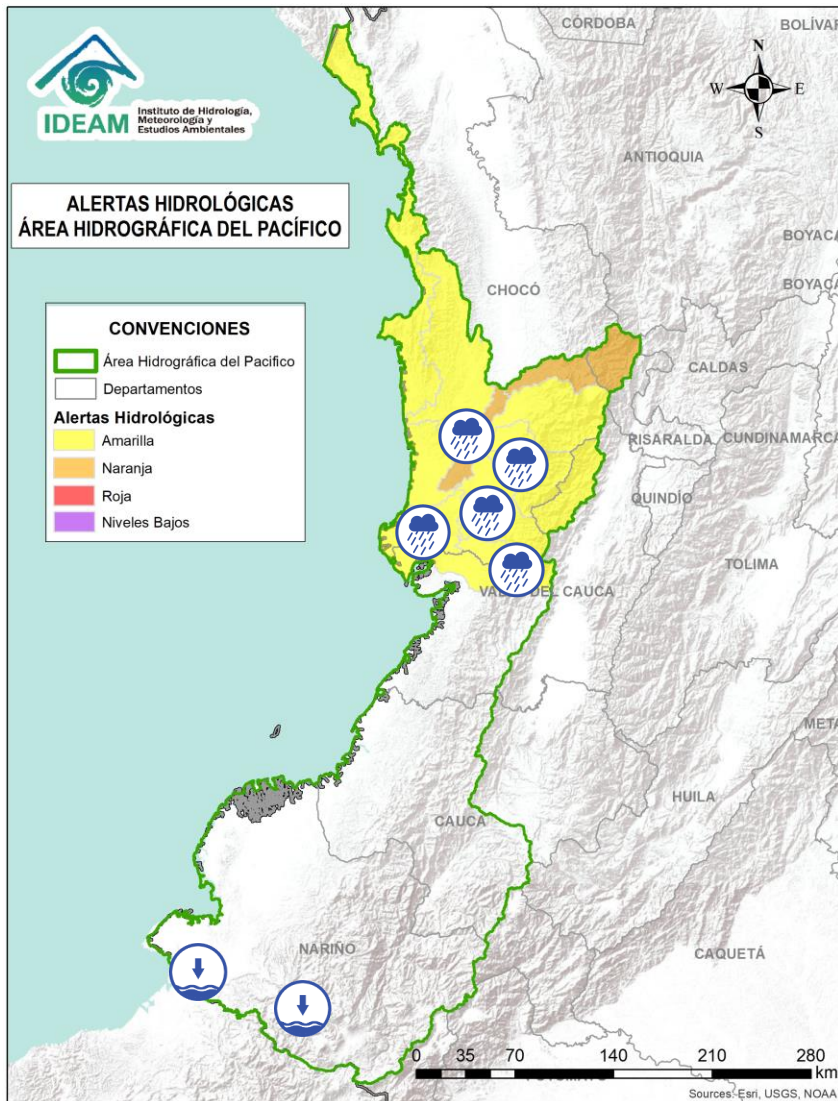 CÓRDOBA
BOLÍVAR
N
W E
S
IDEAM
Instituto de Hidrología,
Meteorología y
Estudios Ambientales
ANTIOQUIA
ALERTAS HIDROLÓGICAS
ÁREA HIDROGRÁFICA DEL PACÍFICO
BOYACÁ
BOYACÁ
CHOCÓ
CONVENCIONES
Área Hidrográfica del Pacifico
Departamentos
Alertas Hidrológicas
Amarilla
Naranja
Roja
Niveles Bajos
CALDAS
RISARALDA
CUNDINAMARCA
QUINDÍO
TOLIMA
VALLE DEL CAUCA
META
HUILA
CAUCA
NARIÑO
CAQUETÁ
0 35 70 140 210 280
km
Sources: Esri, USGS, NOAA